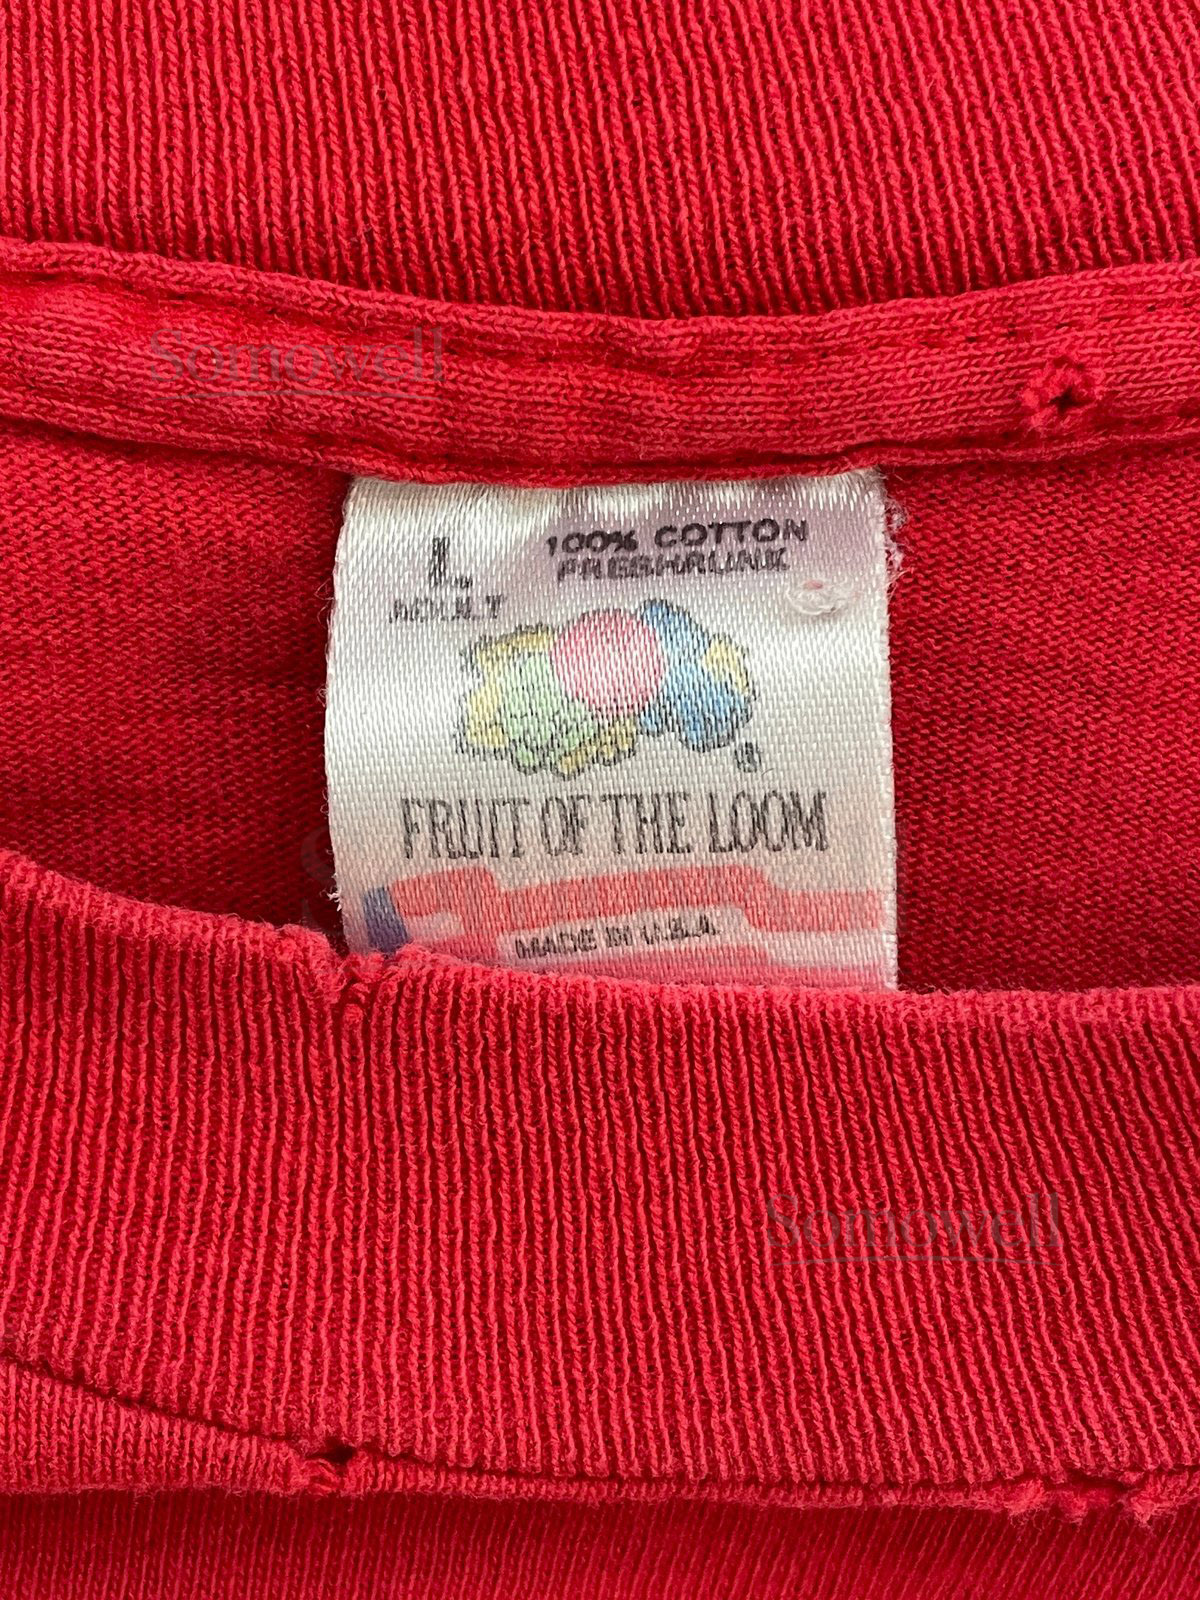 Somowell
100% COTTON
L PRESHRUNK
ADULT
®
FRUIT OF THE LOOM
MADE IN U.S.A.
Somowell